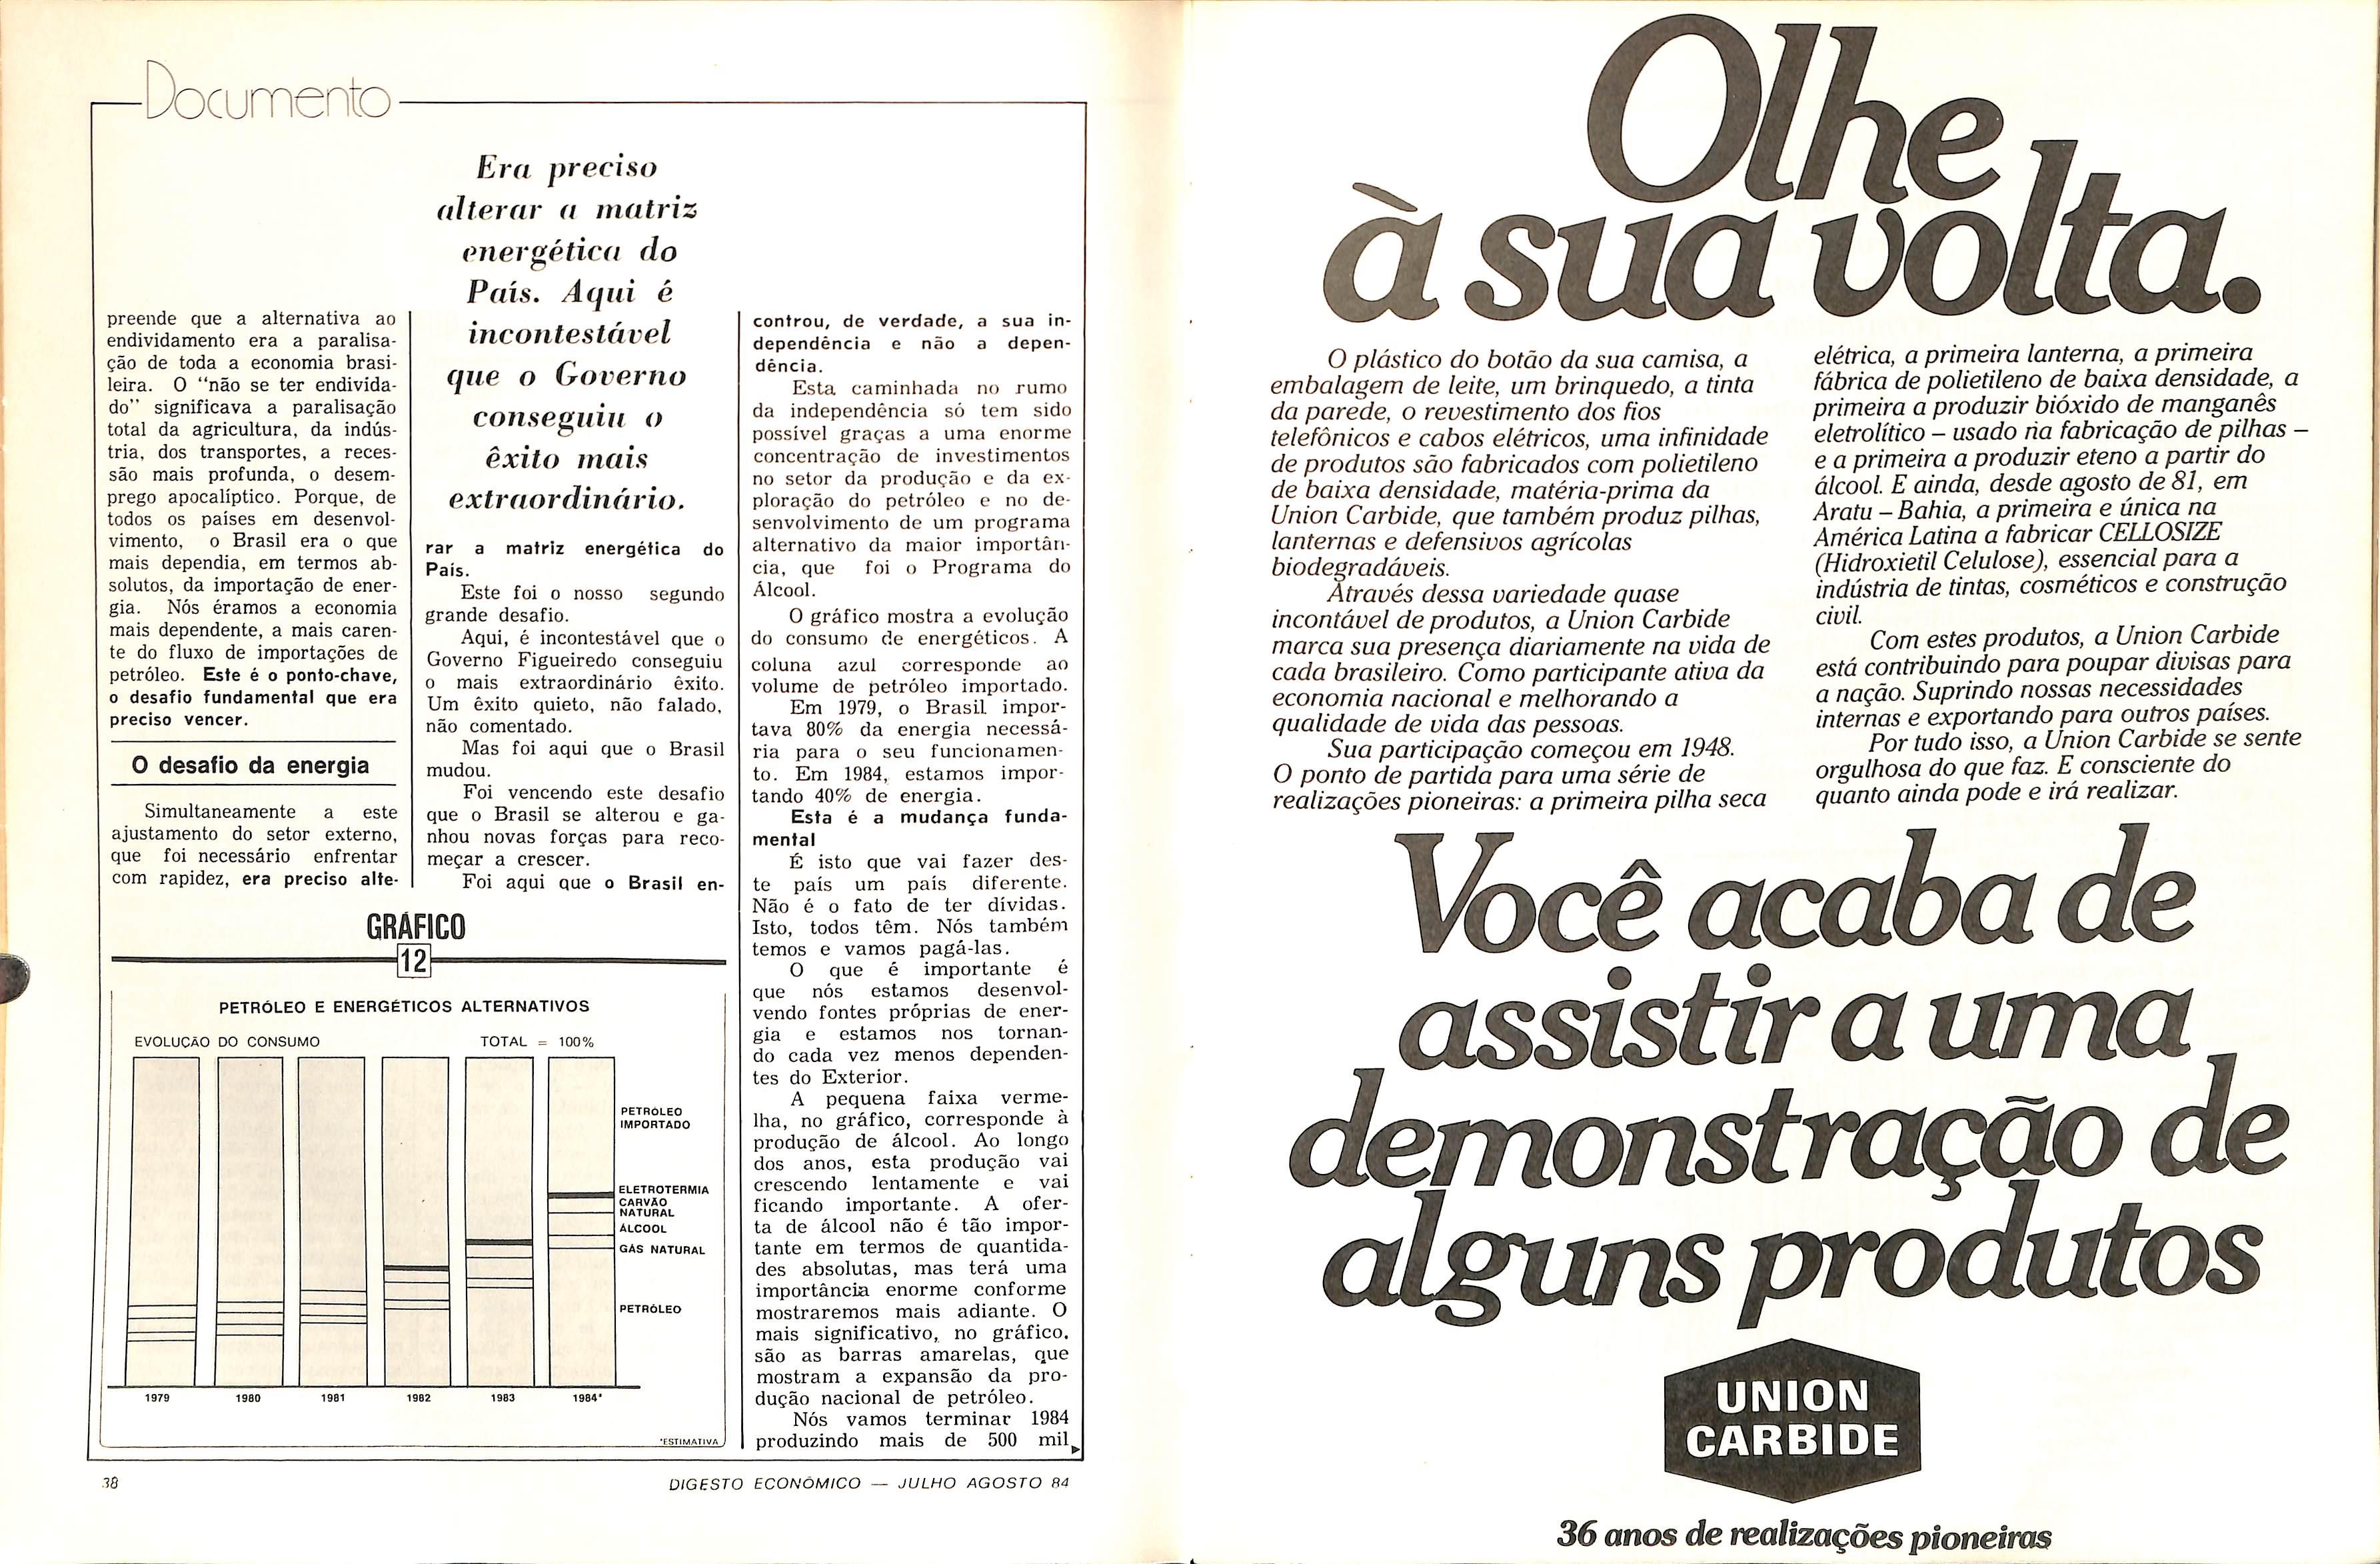 Documento
Era preciso
alterar a matriz
energética do
País. Aqui é
incontestável
que o Governo
conseguiu o
êxito mais
extraordinário.
preende que a alternativa ao
endividamento era a paralisa-
ção de toda a economia brasi-
leira. O “não se ter endivida-
do” significava a paralisação
total da agricultura, da indús-
tria, dos transportes, a reces-
são mais profunda, o desem-
prego apocalíptico. Porque, de
todos os países em desenvol-
vimento, o Brasil era o que
mais dependia, em termos ab-
solutos, da importação de ener-
gia. Nós éramos a economia
mais dependente, a mais caren-
te do fluxo de importações de
petróleo. Este é o ponto-chave,
o desafio fundamental que era
preciso vencer.
O desafio da energia
Simultaneamente a este
ajustamento do setor externo,
que foi necessário enfrentar
com rapidez, era preciso alte-
rar a matriz energética do
País.
Este foi o nosso segundo
grande desafio.
Aqui, é incontestável que o
Governo Figueiredo conseguiu
o mais extraordinário êxito.
Um êxito quieto, não falado,
não comentado.
Mas foi aqui que o Brasil
mudou.
Foi vencendo este desafio
que o Brasil se alterou e ga-
nhou novas forças para reco-
meçar a crescer.
Foi aqui que o Brasil en-
controu, de verdade, a sua in-
dependência e não a depen-
dência.
Esta caminhada no rumo
da independência só tem sido
possível graças a uma enorme
concentração de investimentos
no setor da produção e da ex-
ploração do petróleo e no de-
senvolvimento de um programa
alternativo da maior importân-
cia, que foi o Programa do
Álcool.
O gráfico mostra a evolução
do consumo de energéticos. A
coluna azul corresponde ao
volume de petróleo importado.
Em 1979, o Brasil impor-
tava 80% da energia necessá-
ria para o seu funcionamen-
to. Em 1984, estamos impor-
tando 40% de energia.
Esta é a mudança funda-
mental
É isto que vai fazer des-
te país um país diferente.
Não é o fato de ter dívidas.
Isto, todos têm. Nós também
temos e vamos pagá-las.
O que é importante é
que nós estamos desenvol-
vendo fontes próprias de ener-
gia e estamos nos tornan-
do cada vez menos dependen-
tes do Exterior.
A pequena faixa verme-
lha, no gráfico, corresponde à
produção de álcool. Ao longo
dos anos, esta produção vai
crescendo lentamente e vai
ficando importante. A ofer-
ta de álcool não é tão impor-
tante em termos de quantida-
des absolutas, mas terá uma
importância enorme conforme
mostraremos mais adiante. O
mais significativo, no gráfico,
são as barras amarelas, que
mostram a expansão da pro-
dução nacional de petróleo.
Nós vamos terminar 1984
produzindo mais de 500 mil
GRÁFICO
12
PETRÓLEO E ENERGÉTICOS ALTERNATIVOS
EVOLUÇÃO DO CONSUMO TOTAL = 100%
PETRÓLEO
IMPORTADO
ELETROTERMIA
CARVÃO
NATURAL
ÁLCOOL
GÁS NATURAL
PETRÓLEO
1979 1980 1981 1982 1983 1984*
*ESTIMATIVA
38
DIGESTO ECONÔMICO — JULHO AGOSTO 84
Olhe
à sua volta.
O plástico do botão da sua camisa, a
embalagem de leite, um brinquedo, a tinta
da parede, o revestimento dos fios
telefônicos e cabos elétricos, uma infinidade
de produtos são fabricados com polietileno
de baixa densidade, matéria-prima da
Union Carbide, que também produz pilhas,
lanternas e defensivos agrícolas
biodegradáveis.
Através dessa variedade quase
incontável de produtos, a Union Carbide
marca sua presença diariamente na vida de
cada brasileiro. Como participante ativa da
economia nacional e melhorando a
qualidade de vida das pessoas.
Sua participação começou em 1948.
O ponto de partida para uma série de
realizações pioneiras: a primeira pilha seca
elétrica, a primeira lanterna, a primeira
fábrica de polietileno de baixa densidade, a
primeira a produzir bióxido de manganês
eletrolítico – usado na fabricação de pilhas –
e a primeira a produzir eteno a partir do
álcool. E ainda, desde agosto de 81, em
Aratu – Bahia, a primeira e única na
América Latina a fabricar CELLOSIZE
(Hidroxietil Celulose), essencial para a
indústria de tintas, cosméticos e construção
civil.
Com estes produtos, a Union Carbide
está contribuindo para poupar divisas para
a nação. Suprindo nossas necessidades
internas e exportando para outros países.
Por tudo isso, a Union Carbide se sente
orgulhosa do que faz. E consciente do
quanto ainda pode e irá realizar.
Você acaba de
assistir a uma
demonstração de
alguns produtos
UNION
CARBIDE
36 anos de realizações pioneiras